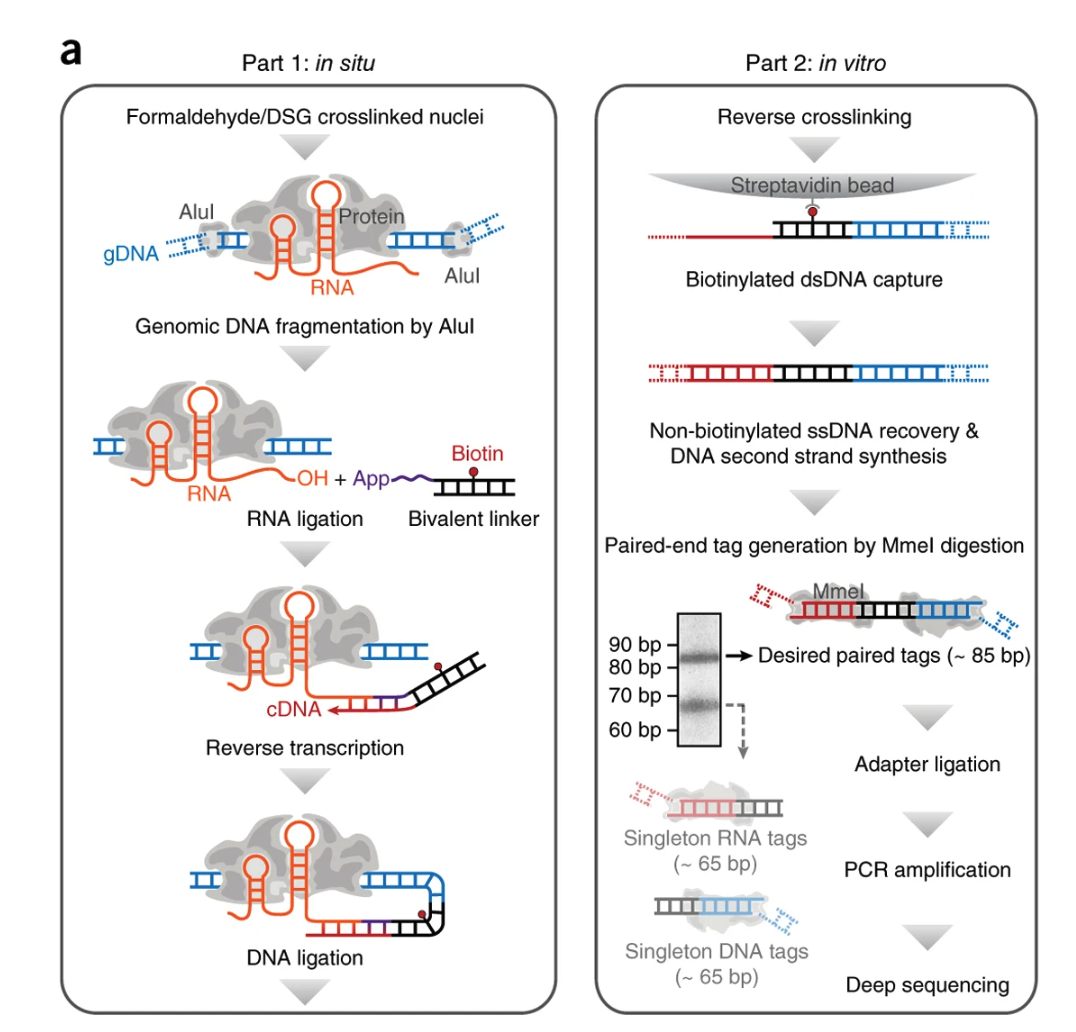 a
Part 1: in situ
Formaldehyde/DSG crosslinked nuclei
AluI
Protein
gDNA
AluI
RNA
Genomic DNA fragmentation by AluI
Biotin
OH + App
RNA
RNA ligation
Bivalent linker
cDNA
Reverse transcription
DNA ligation
Part 2: in vitro
Reverse crosslinking
Streptavidin bead
Biotinylated dsDNA capture
Non-biotinylated ssDNA recovery &
DNA second strand synthesis
Paired-end tag generation by MmeI digestion
MmeI
90 bp
80 bp
70 bp
60 bp
Desired paired tags (~ 85 bp)
Adapter ligation
Singleton RNA tags
(~ 65 bp)
PCR amplification
Singleton DNA tags
(~ 65 bp)
Deep sequencing